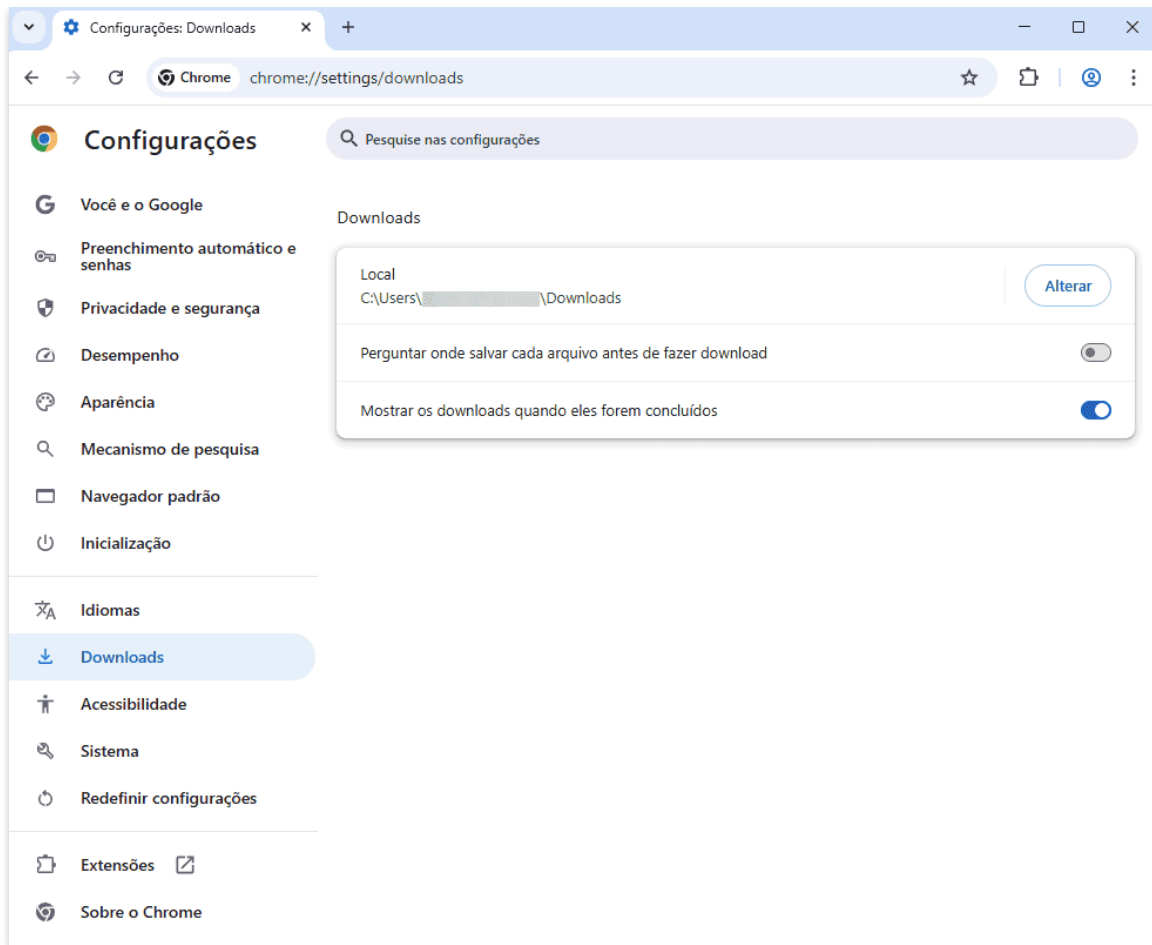 Configurações: Downloads
Chrome
chrome://settings/downloads
Configurações
Pesquise nas configurações
Você e o Google
Preenchimento automático e
senhas
Privacidade e segurança
Desempenho
Aparência
Mecanismo de pesquisa
Navegador padrão
Inicialização
Idiomas
Downloads
Acessibilidade
Sistema
Redefinir configurações
Extensões
Sobre o Chrome
Downloads
Local
C:\Users\ \Downloads
Alterar
Perguntar onde salvar cada arquivo antes de fazer download
Mostrar os downloads quando eles forem concluídos